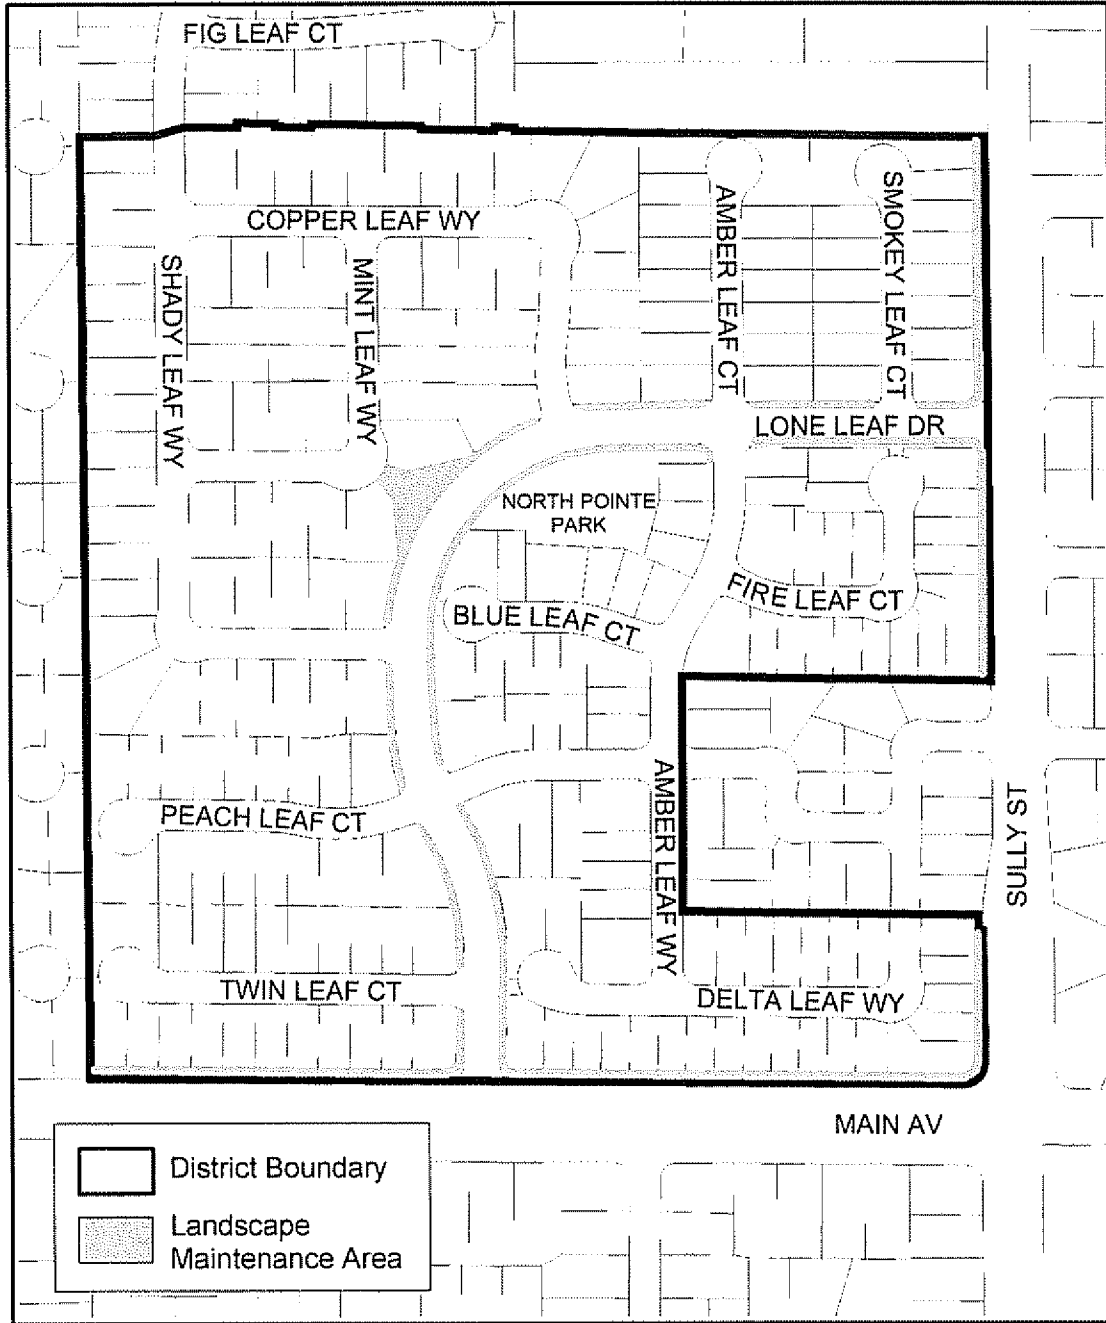 FIG LEAF CT
COPPER LEAF WY
SHADY LEAF WY
MINT LEAF WY
AMBER LEAF CT
SMOKEY LEAF CT
LONE LEAF DR
NORTH POINTE
PARK
FIRE LEAF CT
BLUE LEAF CT
AMBER LEAF WY
SULLY ST
PEACH LEAF CT
TWIN LEAF CT
DELTA LEAF WY
MAIN AV
District Boundary
Landscape
Maintenance Area